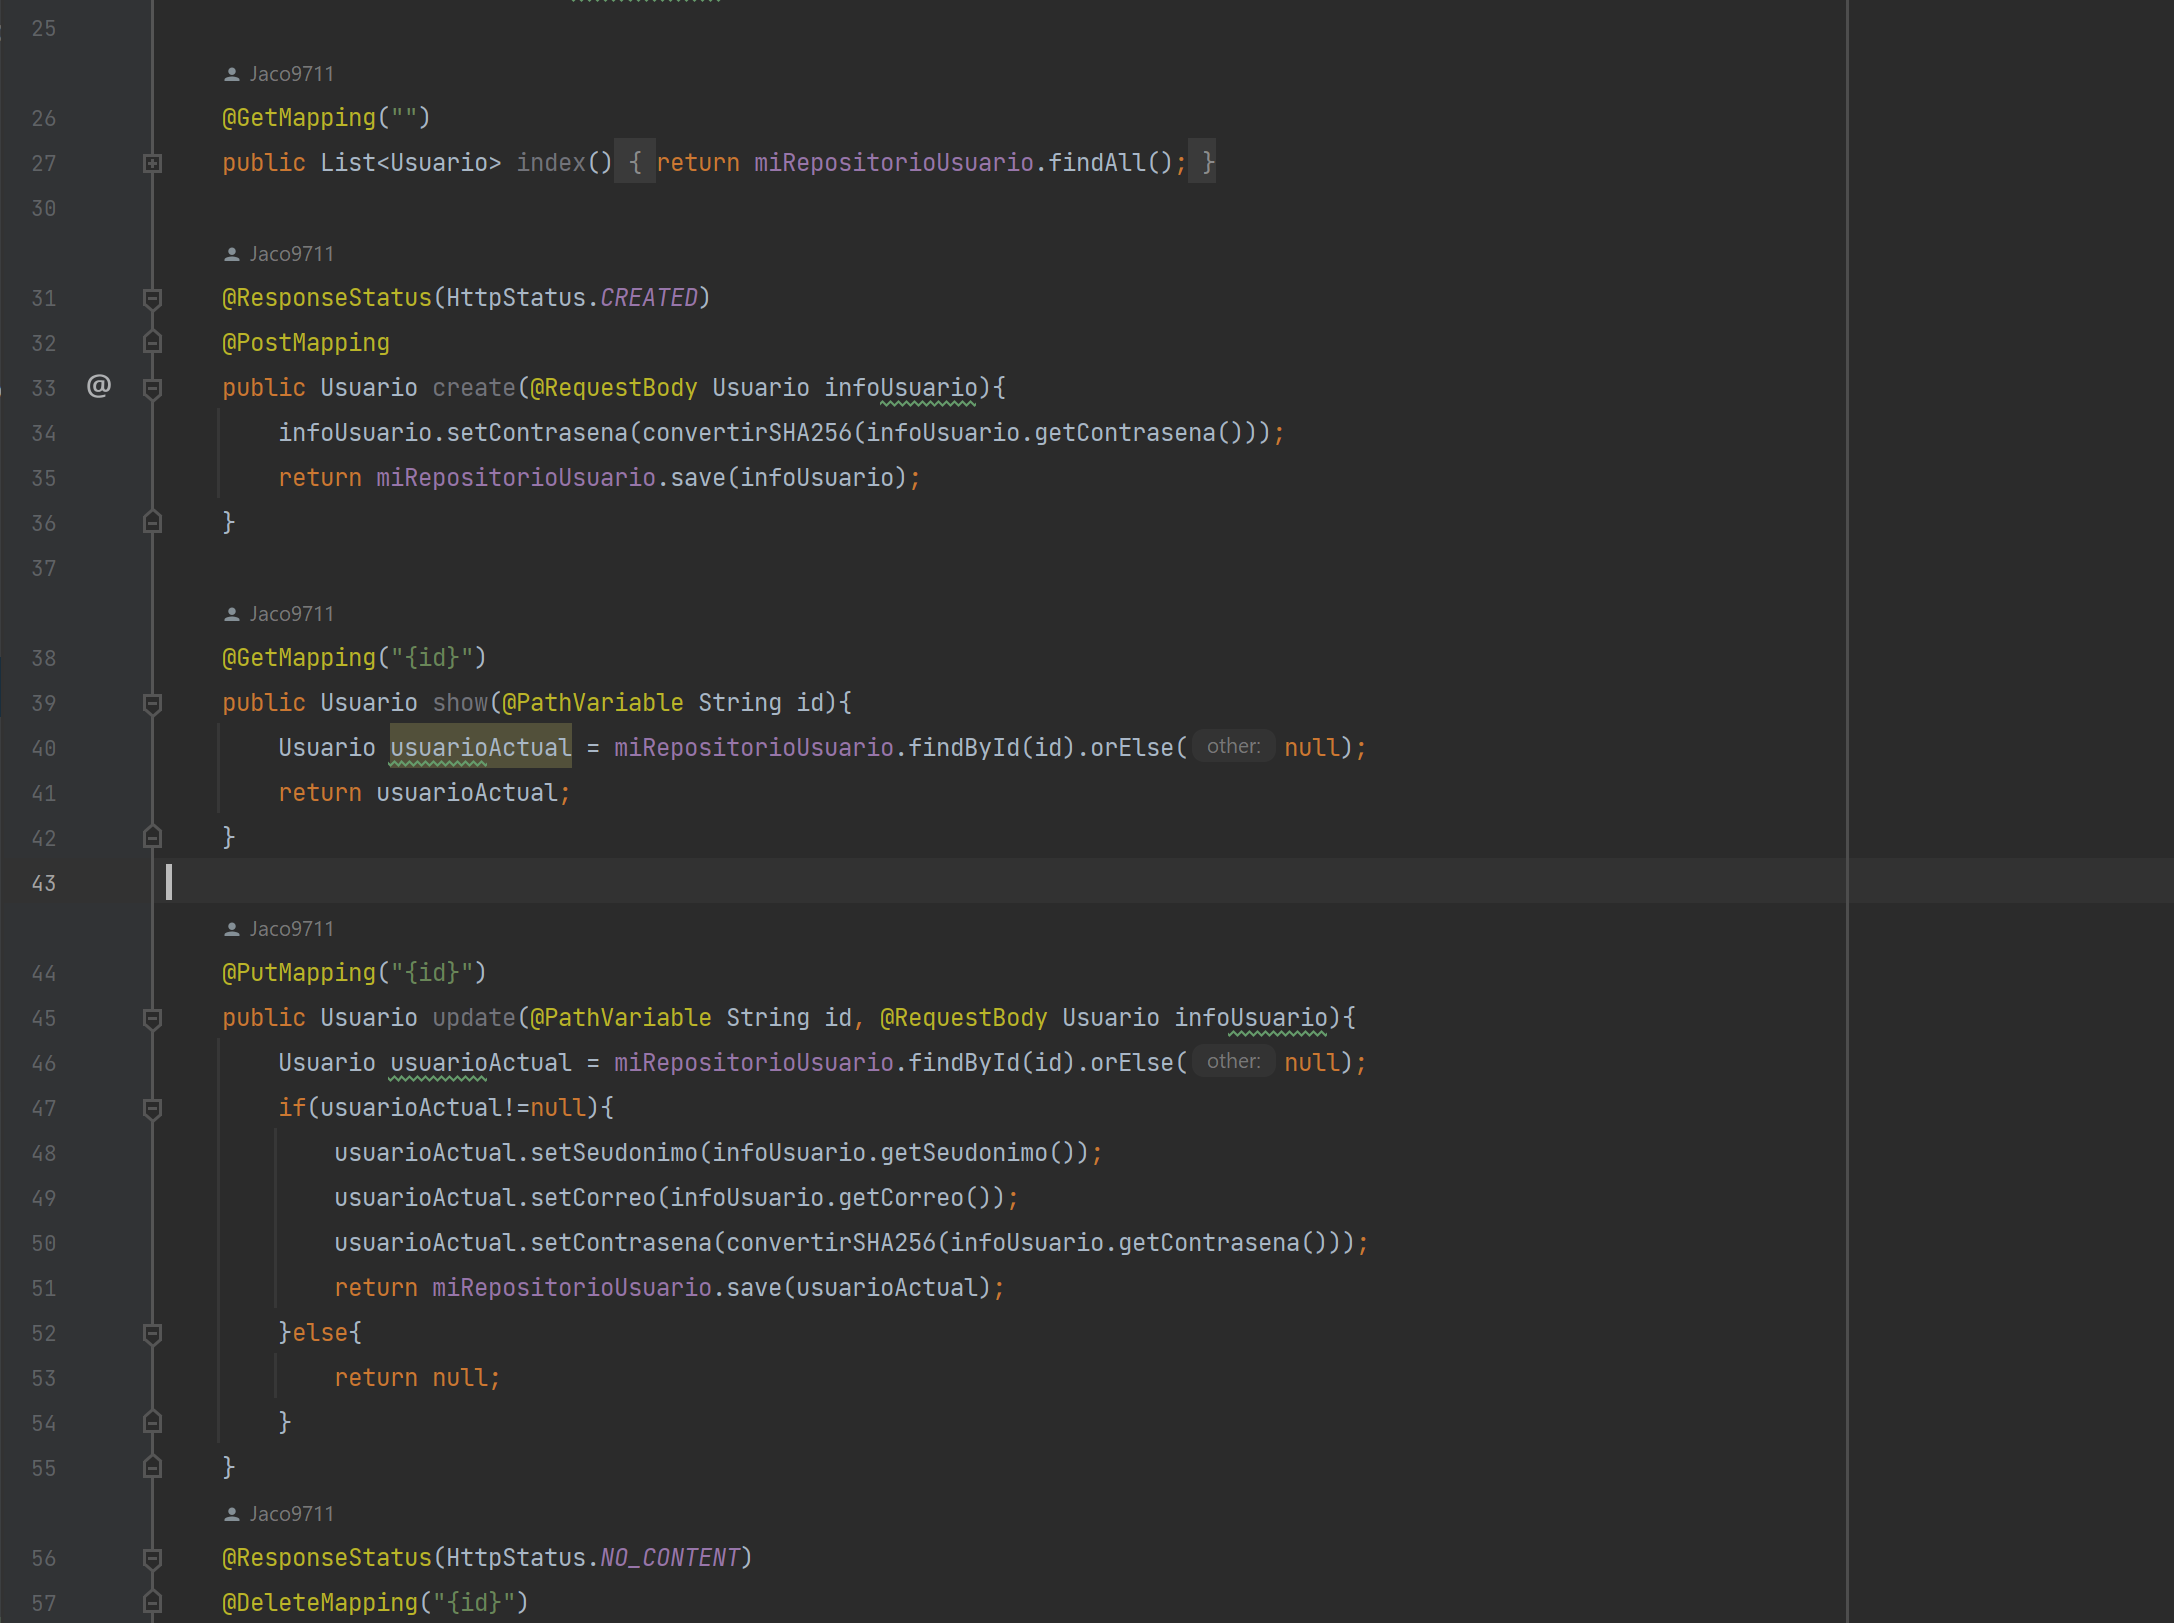 25
Jaco9711
26 @GetMapping("")
27 public List<Usuario> index() { return miRepositorioUsuario.findAll(); }
30
Jaco9711
31 @ResponseStatus(HttpStatus.CREATED)
32 @PostMapping
33 @ public Usuario create(@RequestBody Usuario infoUsuario){
34 infoUsuario.setContrasena(convertirSHA256(infoUsuario.getContrasena()));
35 return miRepositorioUsuario.save(infoUsuario);
36 }
37
Jaco9711
38 @GetMapping("{id}")
39 public Usuario show(@PathVariable String id){
40 Usuario usuarioActual = miRepositorioUsuario.findById(id).orElse( other: null);
41 return usuarioActual;
42 }
43
Jaco9711
44 @PutMapping("{id}")
45 public Usuario update(@PathVariable String id, @RequestBody Usuario infoUsuario){
46 Usuario usuarioActual = miRepositorioUsuario.findById(id).orElse( other: null);
47 if(usuarioActual!=null){
48 usuarioActual.setSeudonimo(infoUsuario.getSeudonimo());
49 usuarioActual.setCorreo(infoUsuario.getCorreo());
50 usuarioActual.setContrasena(convertirSHA256(infoUsuario.getContrasena()));
51 return miRepositorioUsuario.save(usuarioActual);
52 }else{
53 return null;
54 }
55 }
Jaco9711
56 @ResponseStatus(HttpStatus.NO_CONTENT)
57 @DeleteMapping("{id}")